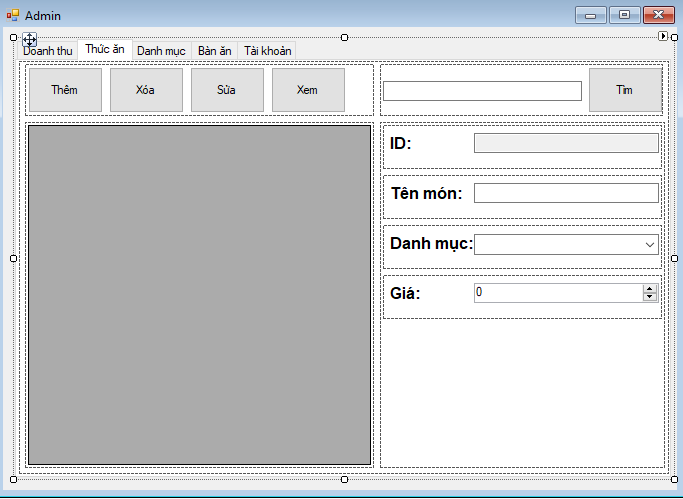 Admin
Doanh thu Thức ăn Danh mục Bàn ăn Tài khoản
Thêm Xóa Sửa Xem Tìm
ID:
Tên món:
Danh mục:
Giá: 0